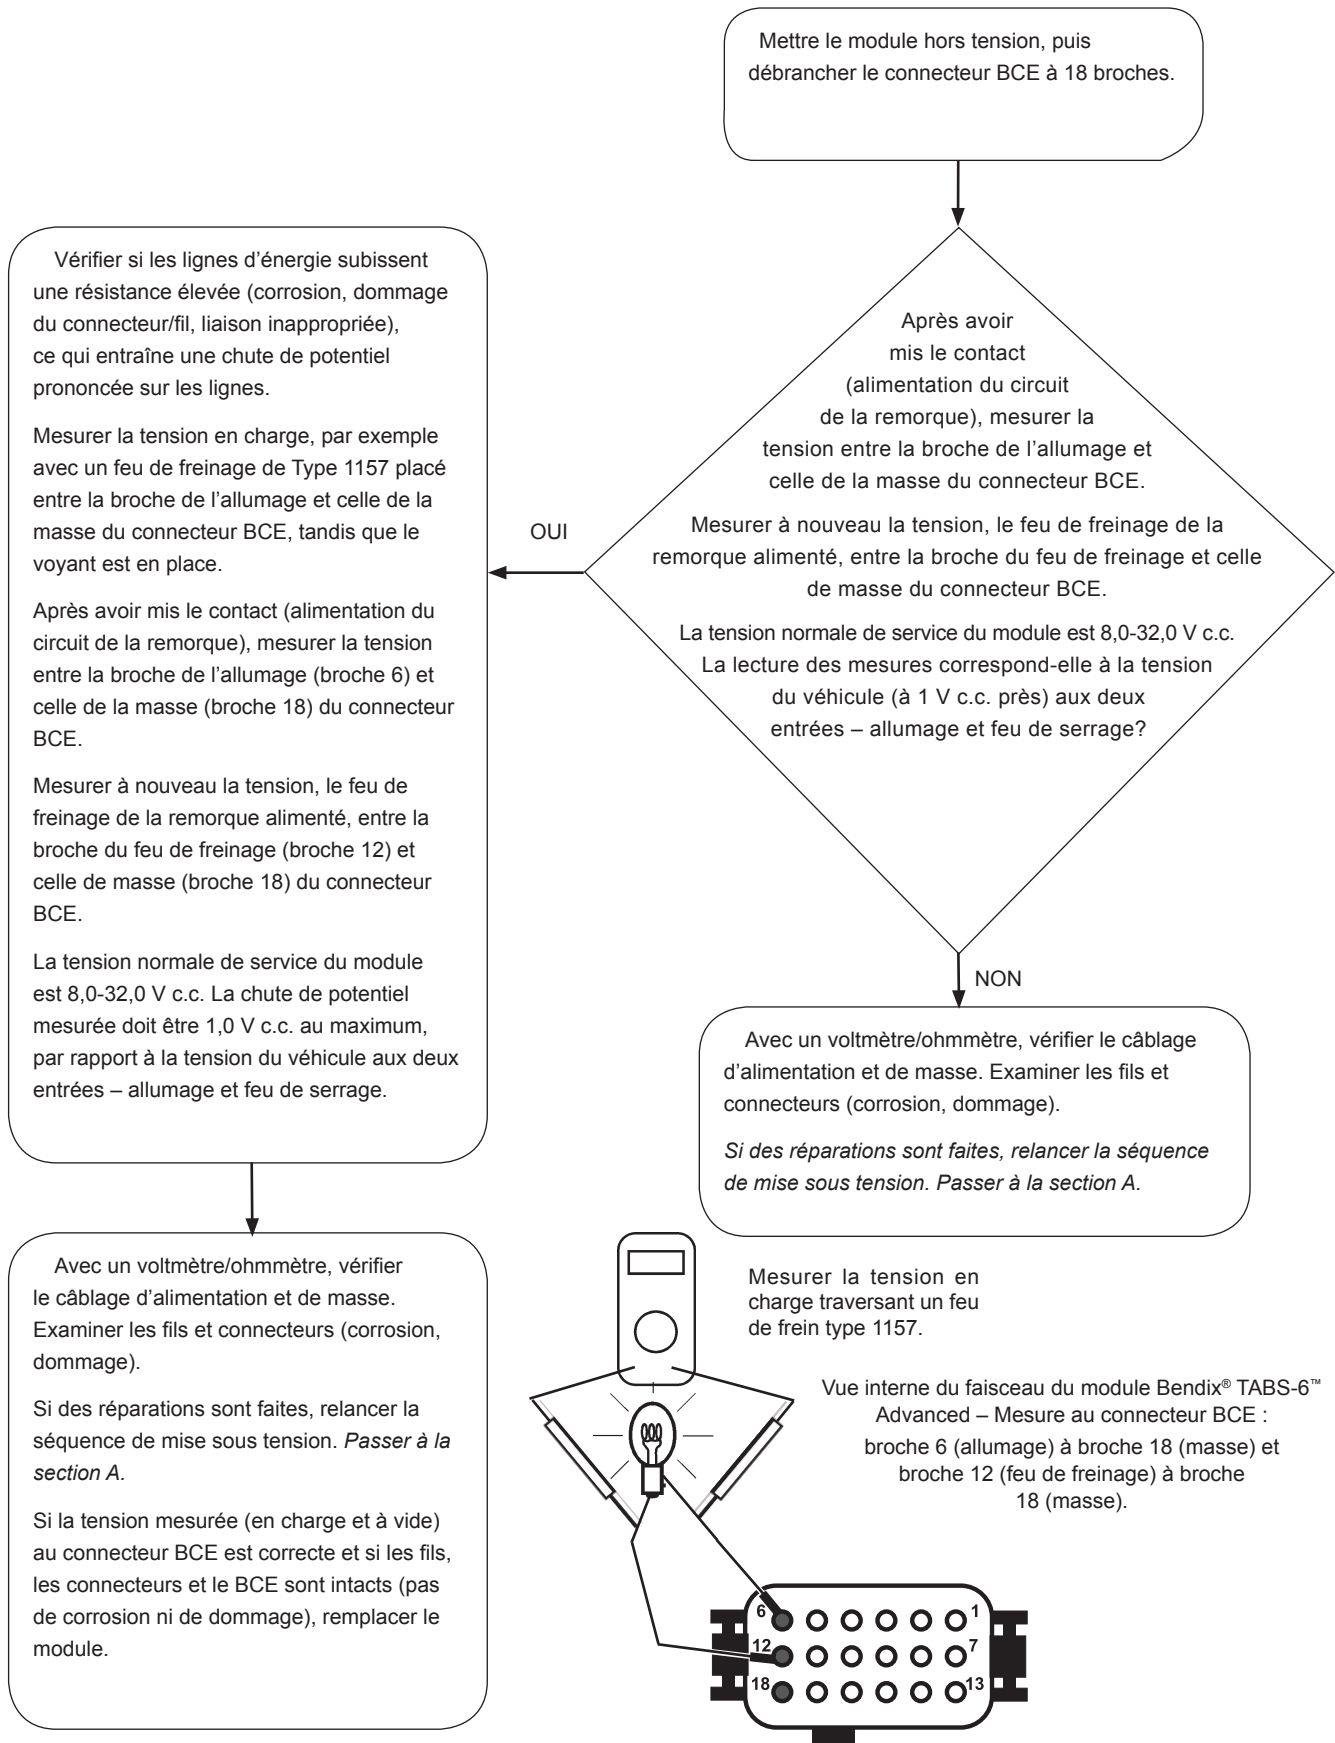 Mettre le module hors tension, puis
débrancher le connecteur BCE à 18 broches.
Après avoir
mis le contact
(alimentation du circuit
de la remorque), mesurer la
tension entre la broche de l'allumage et
celle de la masse du connecteur BCE.
Mesurer à nouveau la tension, le feu de freinage de la
remorque alimenté, entre la broche du feu de freinage et celle
de masse du connecteur BCE.
La tension normale de service du module est 8,0-32,0 V c.c.
La lecture des mesures correspond-elle à la tension
du véhicule (à 1 V c.c. près) aux deux
entrées – allumage et feu de serrage?
OUI
Vérifier si les lignes d'énergie subissent
une résistance élevée (corrosion, dommage
du connecteur/fil, liaison inappropriée),
ce qui entraîne une chute de potentiel
prononcée sur les lignes.
Mesurer la tension en charge, par exemple
avec un feu de freinage de Type 1157 placé
entre la broche de l'allumage et celle de la
masse du connecteur BCE, tandis que le
voyant est en place.
Après avoir mis le contact (alimentation du
circuit de la remorque), mesurer la tension
entre la broche de l'allumage (broche 6) et
celle de la masse (broche 18) du connecteur
BCE.
Mesurer à nouveau la tension, le feu de
freinage de la remorque alimenté, entre la
broche du feu de freinage (broche 12) et
celle de masse (broche 18) du connecteur
BCE.
La tension normale de service du module
est 8,0-32,0 V c.c. La chute de potentiel
mesurée doit être 1,0 V c.c. au maximum,
par rapport à la tension du véhicule aux deux
entrées – allumage et feu de serrage.
NON
Avec un voltmètre/ohmmètre, vérifier le câblage
d'alimentation et de masse. Examiner les fils et
connecteurs (corrosion, dommage).
Si des réparations sont faites, relancer la séquence
de mise sous tension. Passer à la section A.
Avec un voltmètre/ohmmètre, vérifier
le câblage d'alimentation et de masse.
Examiner les fils et connecteurs (corrosion,
dommage).
Si des réparations sont faites, relancer la
séquence de mise sous tension. Passer à la
section A.
Si la tension mesurée (en charge et à vide)
au connecteur BCE est correcte et si les fils,
les connecteurs et le BCE sont intacts (pas
de corrosion ni de dommage), remplacer le
module.
Mesurer la tension en
charge traversant un feu
de frein type 1157.
Vue interne du faisceau du module Bendix® TABS-6™
Advanced – Mesure au connecteur BCE :
broche 6 (allumage) à broche 18 (masse) et
broche 12 (feu de freinage) à broche
18 (masse).
6 1
12 7
18 13